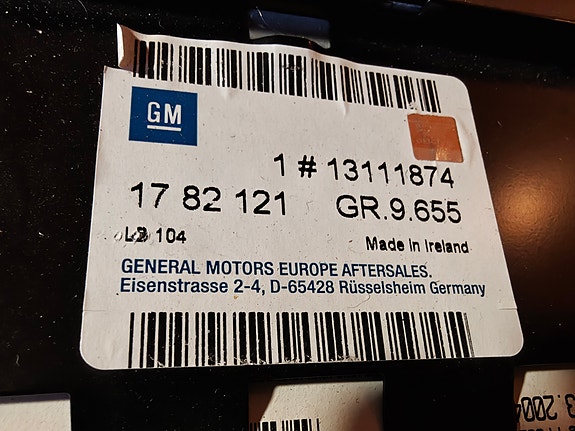 GM
1 # 13111874
17 82 121 GR.9.655
104 Made in Ireland
GENERAL MOTORS EUROPE AFTERSALES.
Eisenstrasse 2-4, D-65428 Rüsselsheim Germany